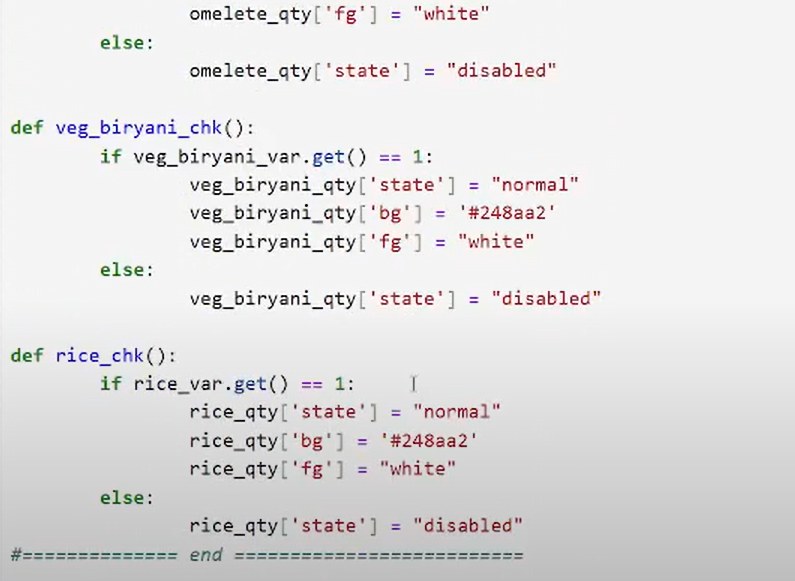 omelete_qty['fg'] = "white"
        else:
                omelete_qty['state'] = "disabled"

def veg_biryani_chk():
        if veg_biryani_var.get() == 1:
                veg_biryani_qty['state'] = "normal"
                veg_biryani_qty['bg'] = '#248aa2'
                veg_biryani_qty['fg'] = "white"
        else:
                veg_biryani_qty['state'] = "disabled"

def rice_chk():
        if rice_var.get() == 1:
                rice_qty['state'] = "normal"
                rice_qty['bg'] = '#248aa2'
                rice_qty['fg'] = "white"
        else:
                rice_qty['state'] = "disabled"
#============== end ==========================